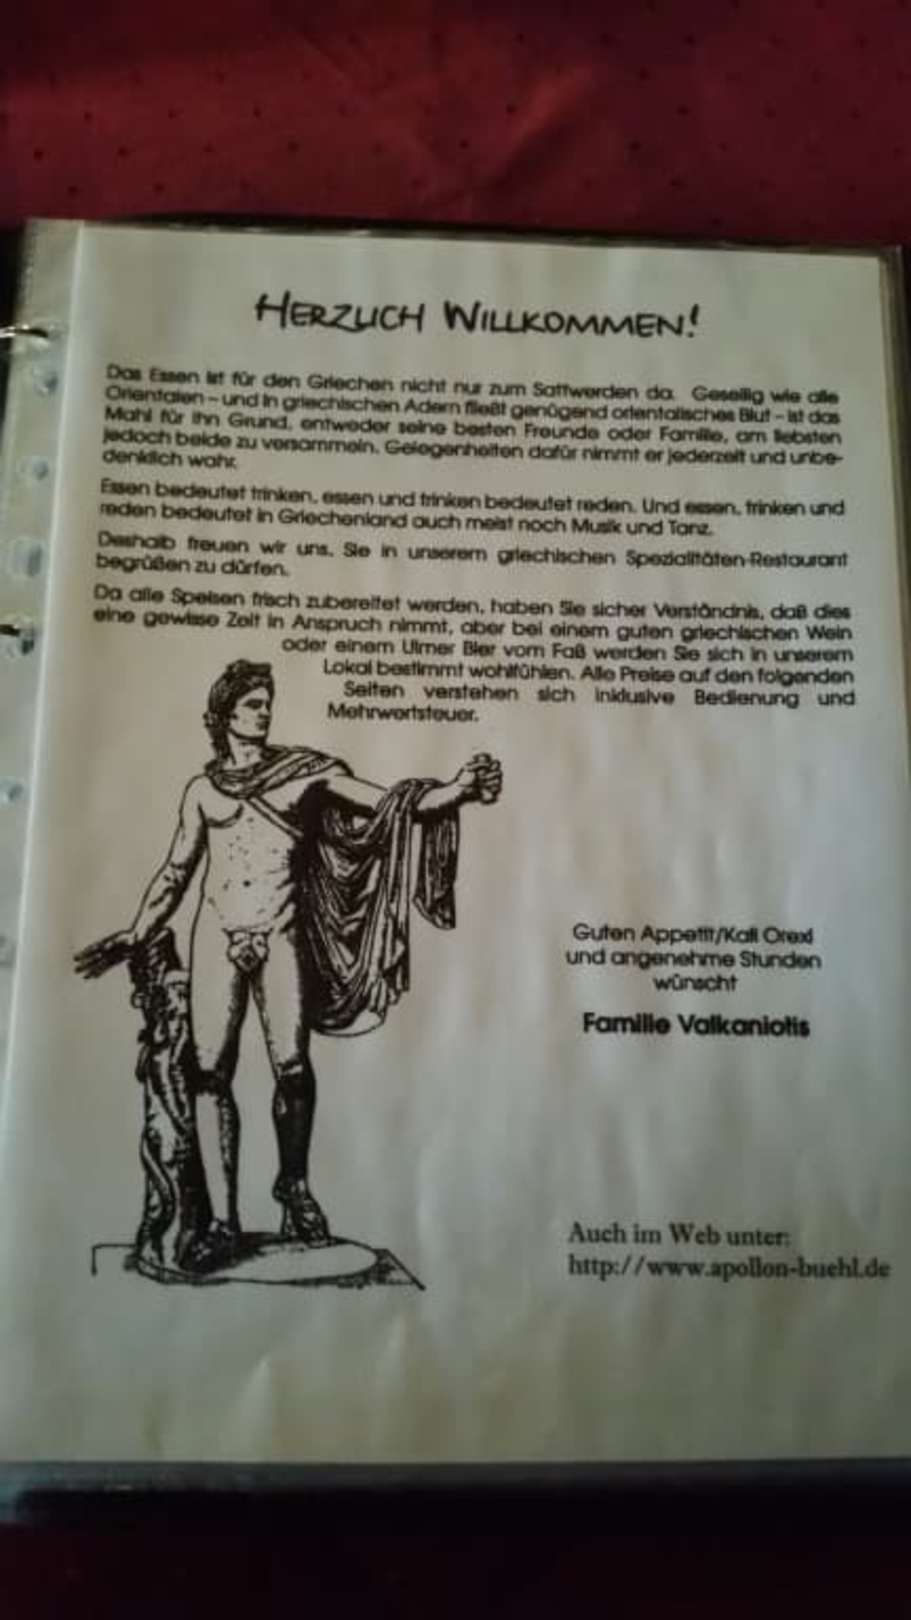 HERZLICH WILLKOMMEN!
Das Essen ist für den Griechen nicht nur zum Sattwerden da. Gesellig wie alle
Orientalen – und in griechischen Adern fließt genügend orientalisches Blut – ist das
Mahl für ihn Grund, entweder seine besten Freunde oder Familie, am liebsten
jedoch beide zu versammeln. Gelegenheiten dafür nimmt er jederzeit und unbe-
denklich wahr.
Essen bedeutet trinken, essen und trinken bedeutet reden. Und essen, trinken und
reden bedeutet in Griechenland auch meist noch Musik und Tanz.
Deshalb freuen wir uns, Sie in unserem griechischen Spezialitäten-Restaurant
begrüßen zu dürfen.
Da alle Speisen frisch zubereitet werden, haben Sie sicher Verständnis, daß dies
eine gewisse Zeit in Anspruch nimmt, aber bei einem guten griechischen Wein
oder einem Ulmer Bier vom Faß werden Sie sich in unserem
Lokal bestimmt wohlfühlen. Alle Preise auf den folgenden
Seiten verstehen sich inklusive Bedienung und
Mehrwertsteuer.
Guten Appetit/Kali Orexi
und angenehme Stunden
wünscht
Familie Valkaniotis
Auch im Web unter:
http://www.apollon-buehl.de